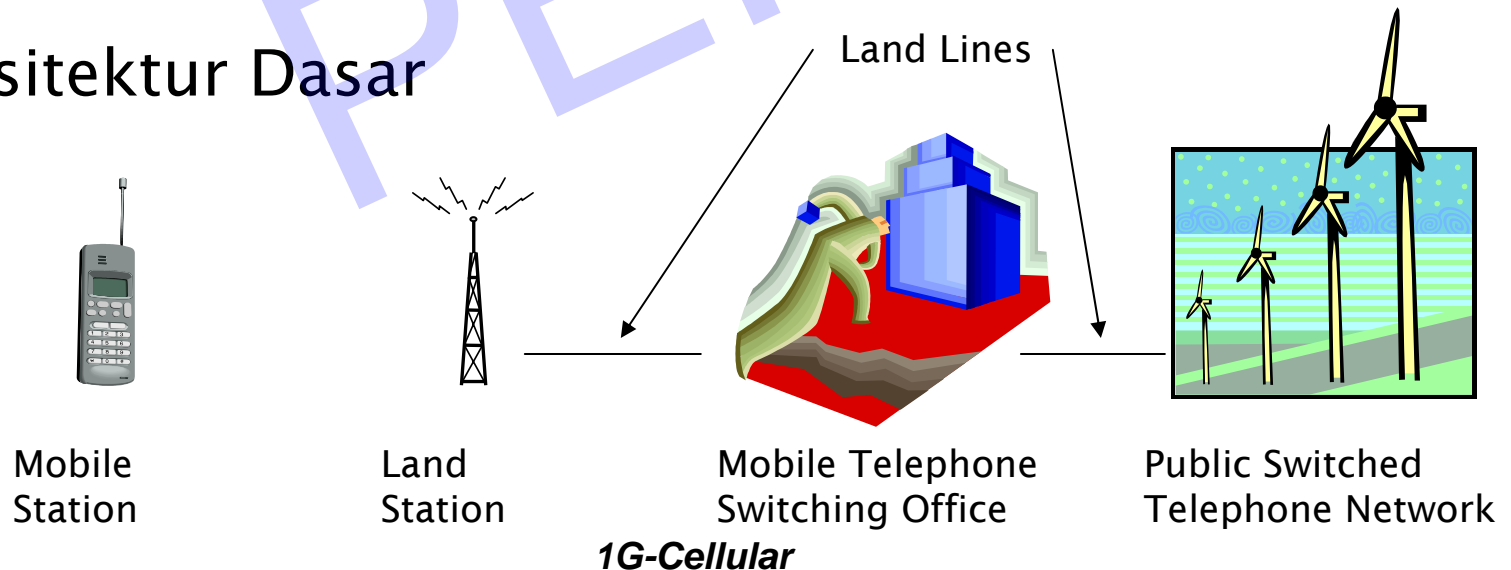 sitektur Dasar
Land Lines
Mobile
Station
Land
Station
Mobile Telephone
Switching Office
Public Switched
Telephone Network
1G-Cellular